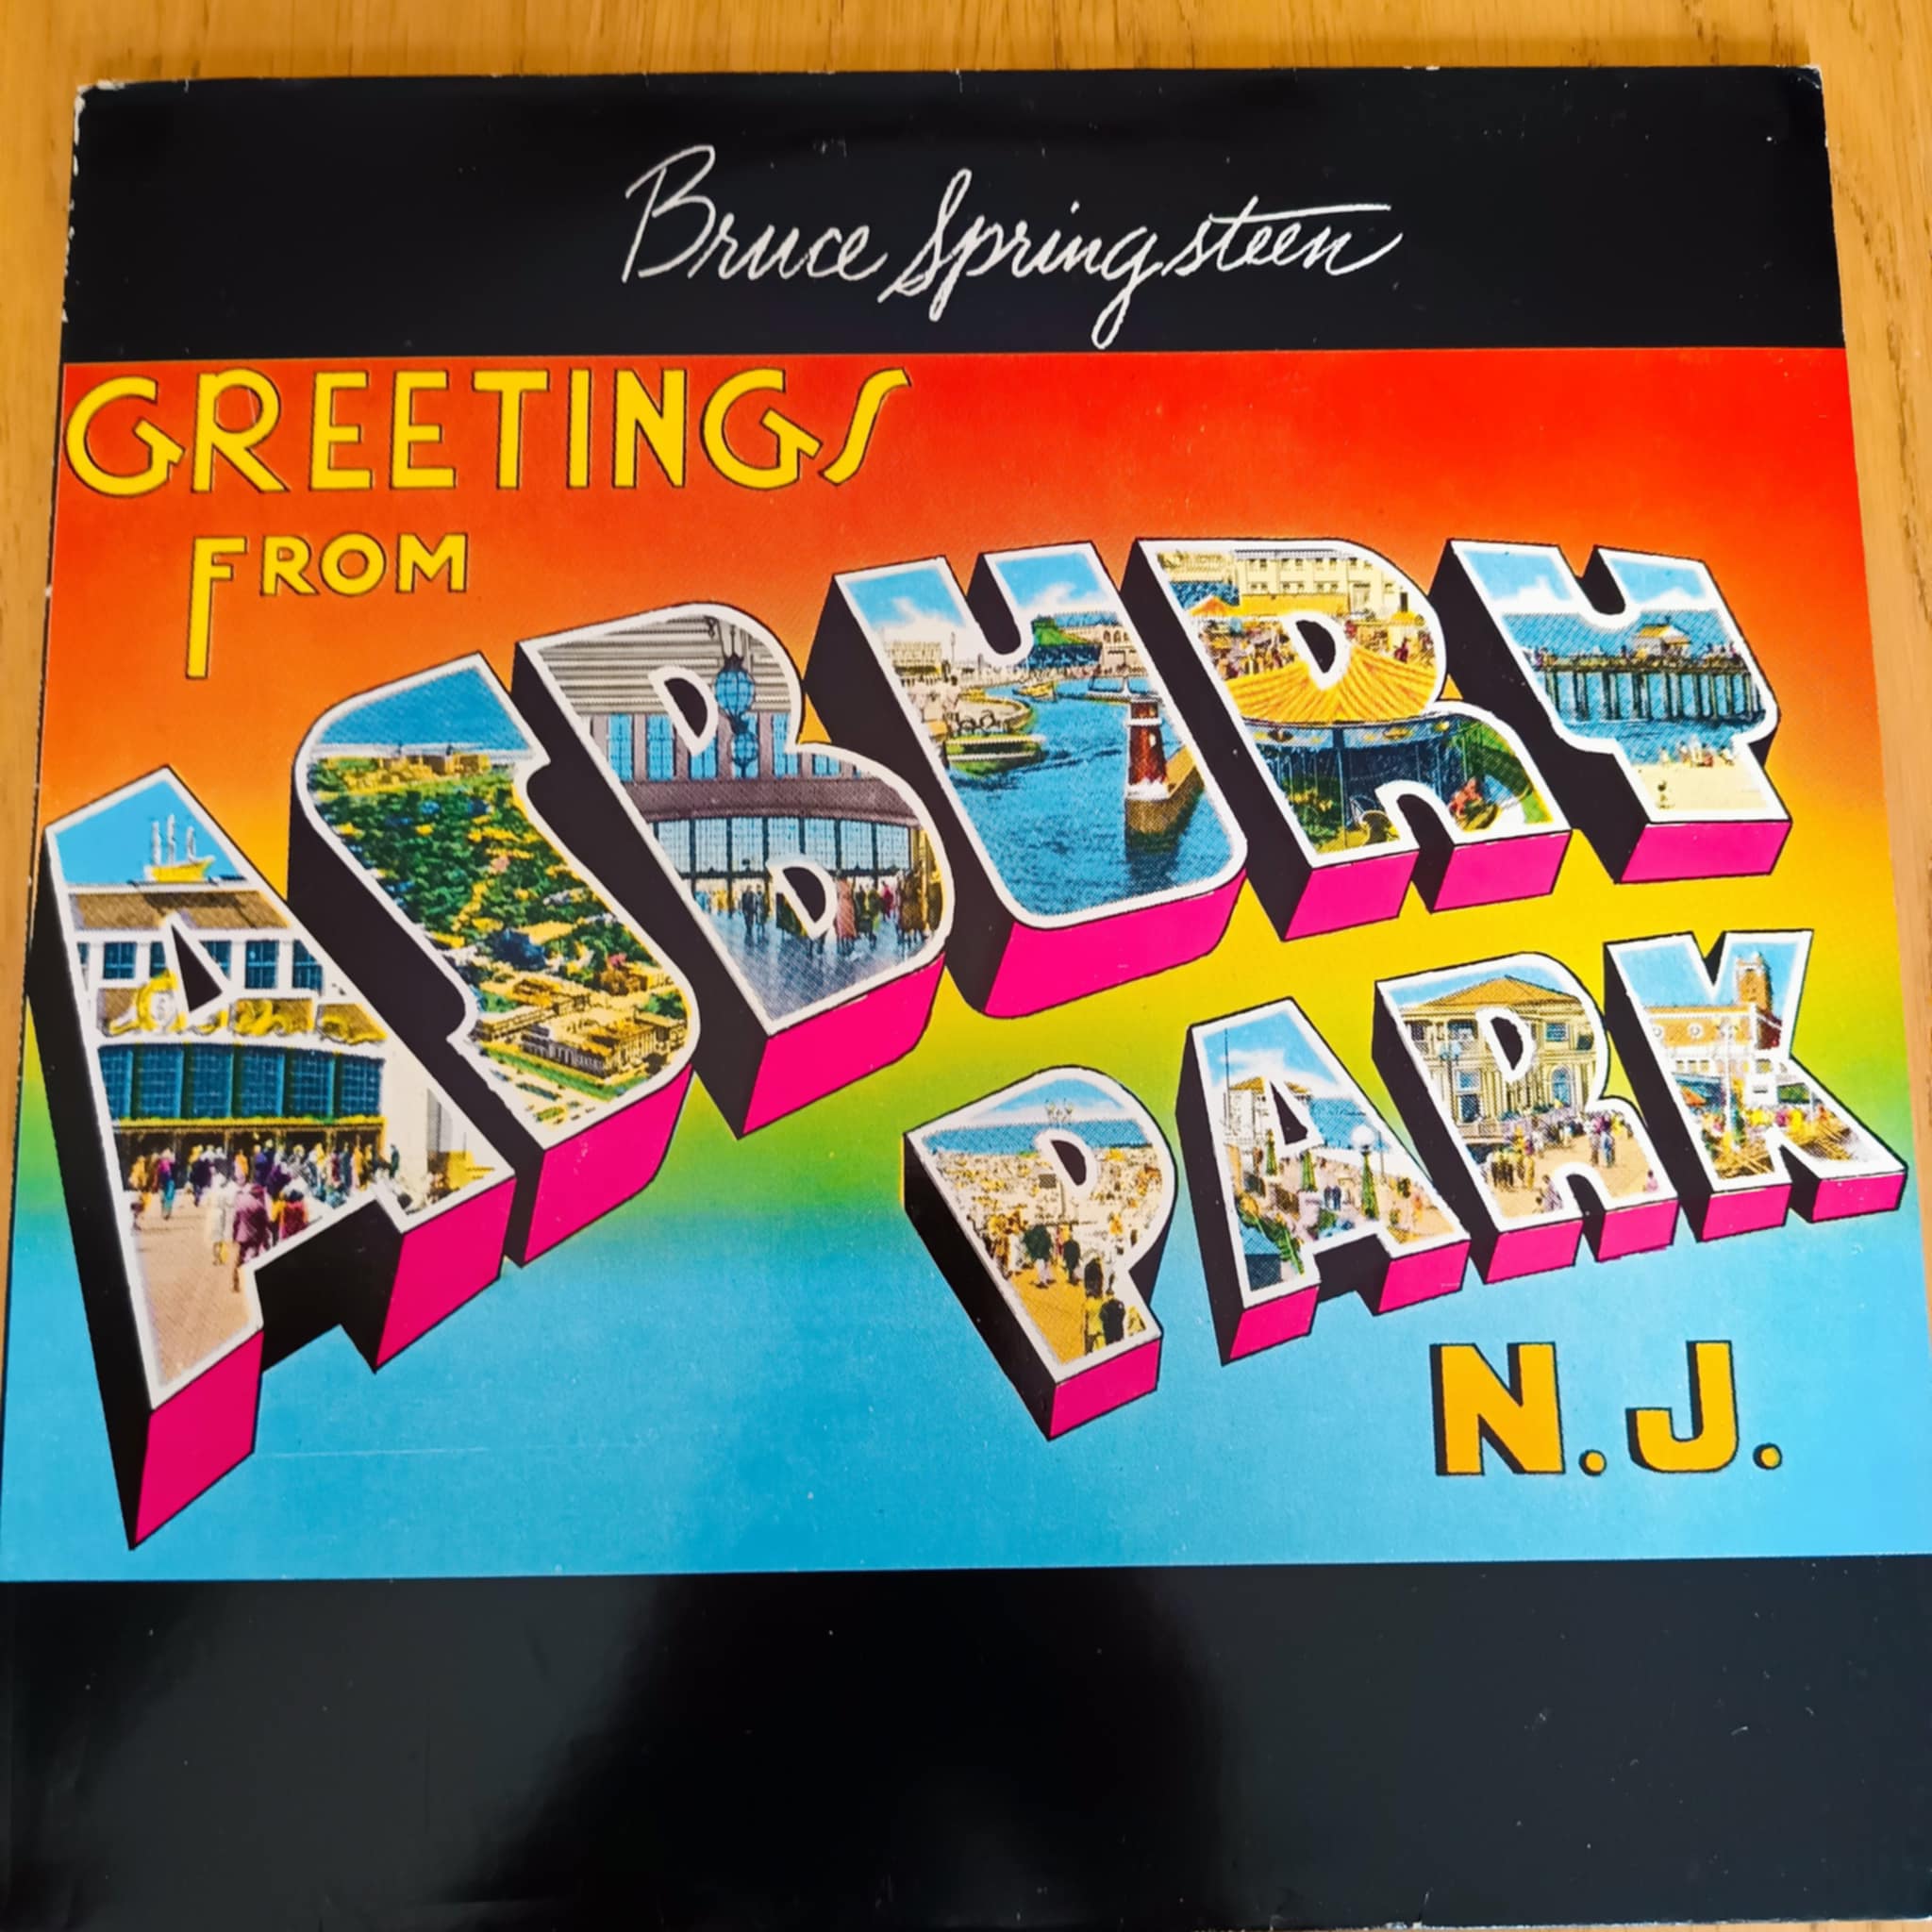 Bruce Springsteen
GREETINGS
FROM
ASBURY
PARK
N.J.